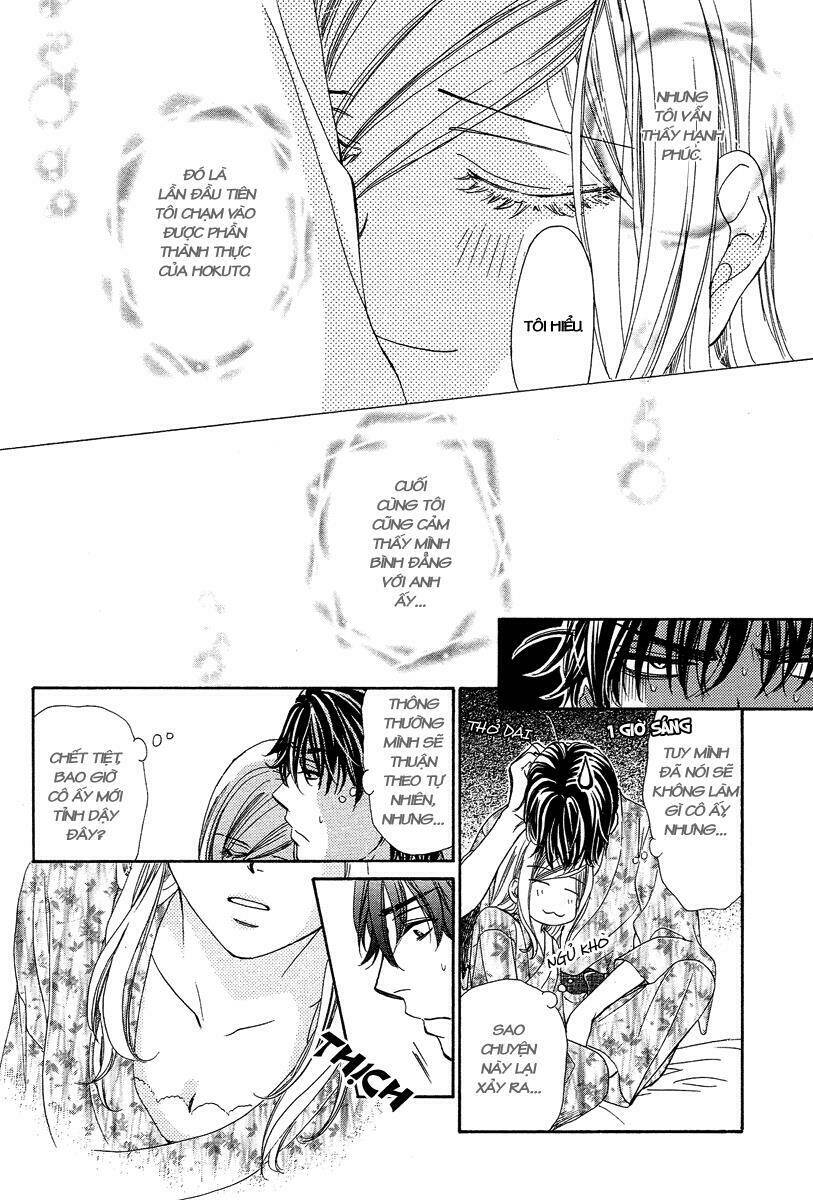 NHƯNG
TÔI VẪN
THẤY HẠNH
PHÚC.
TÔI HIỂU.
ĐÓ LÀ
LẦN ĐẦU TIÊN
TÔI CHẠM VÀO
ĐƯỢC PHẦN
THÀNH THỰC
CỦA HOKUTO.
CUỐI
CÙNG TÔI
CŨNG CẢM
THẤY MÌNH
BÌNH ĐẲNG
VỚI ANH
ẤY...
1 GIỜ SÁNG
THỞ DÀI
TUY MÌNH
ĐÃ NÓI SẼ
KHÔNG LÀM
GÌ CÔ ẤY,
NHƯNG...
NGỦ KHÒ
SAO
CHUYỆN
NÀY LẠI
XẢY RA...
THÔNG
THƯỜNG
MÌNH SẼ
THUẬN
THEO TỰ
NHIÊN,
NHƯNG...
CHẾT TIỆT,
BAO GIỜ
CÔ ẤY MỚI
TỈNH DẬY
ĐÂY?
THỊCH